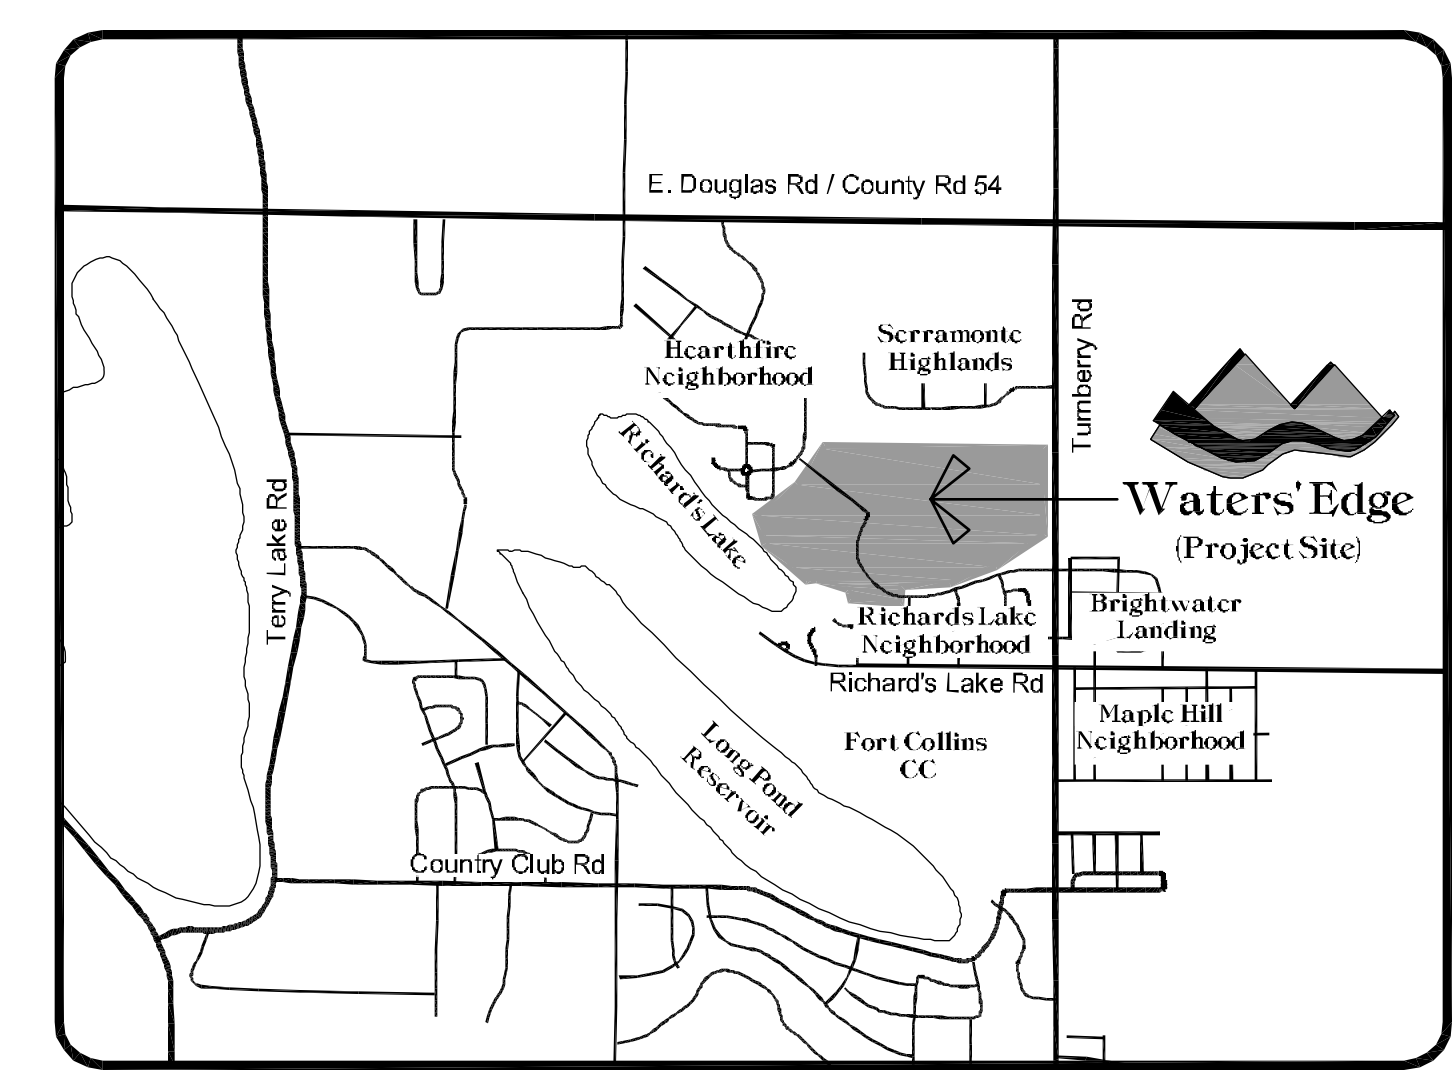 E. Douglas Rd / County Rd 54
Serramonte
Highlands
Hearthfire
Neighborhood
Turnberry Rd
Richard's Lake
Waters' Edge
(Project Site)
Terry Lake Rd
Richards Lake
Neighborhood
Brightwater
Landing
Richard's Lake Rd
Maple Hill
Neighborhood
Fort Collins
CC
Long Pond
Reservoir
Country Club Rd